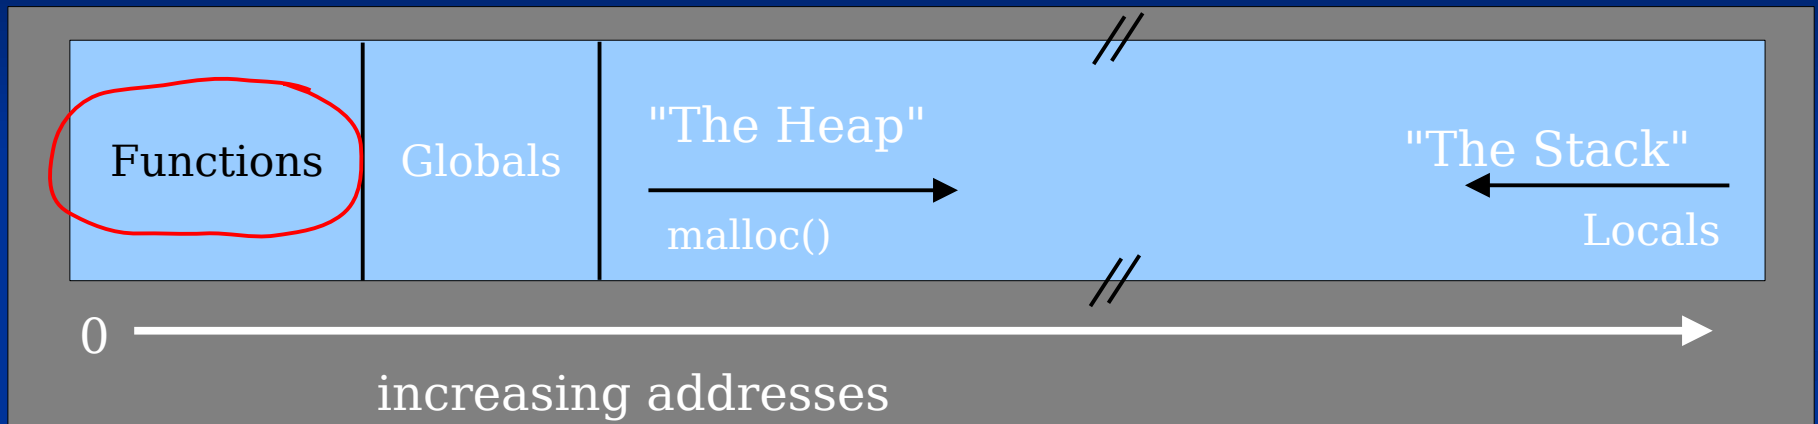 Functions
Globals
"The Heap"
malloc()
"The Stack"
Locals
0
increasing addresses